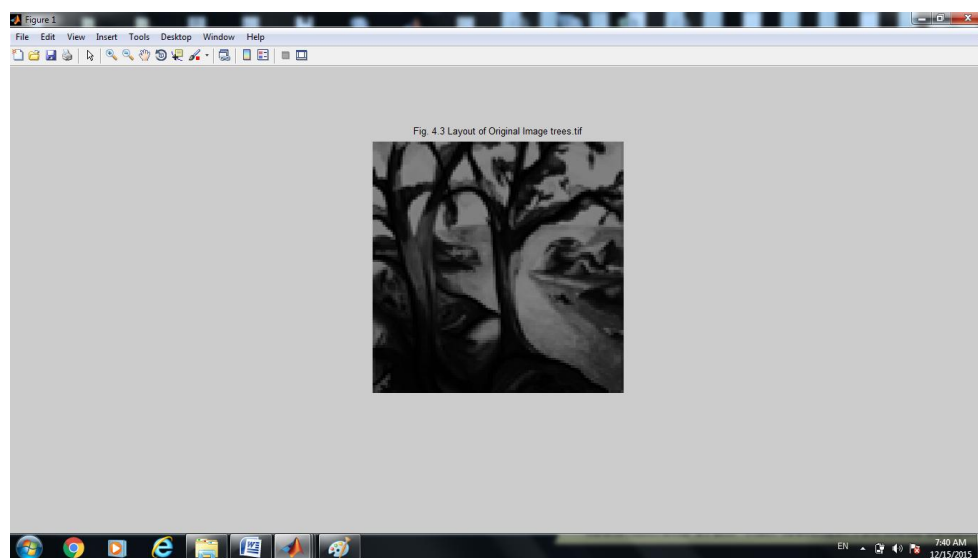 Figure 1
File Edit View Insert Tools Desktop Window Help
Fig. 4.3 Layout of Original Image trees.tif
EN
7:40 AM
12/15/2015